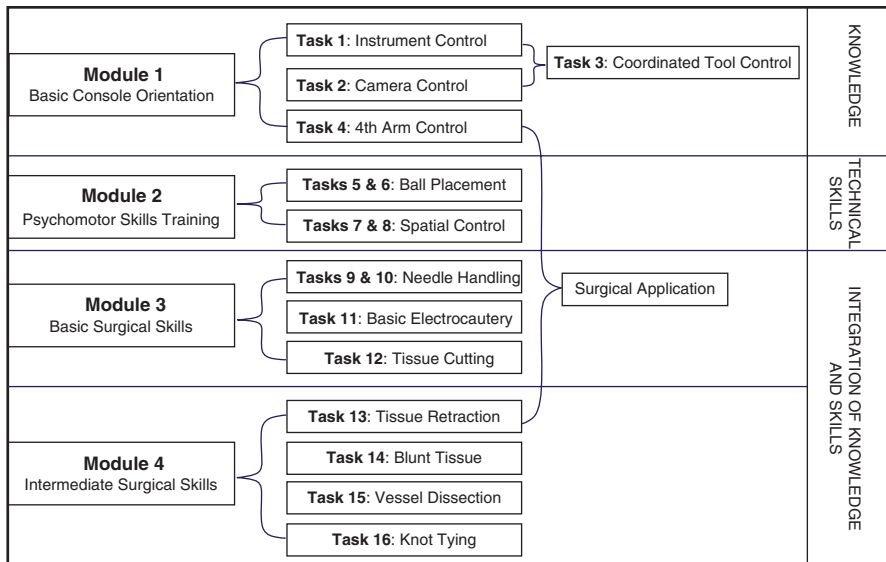 Module 1
Basic Console Orientation
Task 1: Instrument Control
Task 2: Camera Control
Task 4: 4th Arm Control
Task 3: Coordinated Tool Control
KNOWLEDGE
Module 2
Psychomotor Skills Training
Tasks 5 & 6: Ball Placement
Tasks 7 & 8: Spatial Control
TECHNICAL
SKILLS
Module 3
Basic Surgical Skills
Tasks 9 & 10: Needle Handling
Task 11: Basic Electrocautery
Task 12: Tissue Cutting
Surgical Application
INTEGRATION OF KNOWLEDGE
AND SKILLS
Module 4
Intermediate Surgical Skills
Task 13: Tissue Retraction
Task 14: Blunt Tissue
Task 15: Vessel Dissection
Task 16: Knot Tying